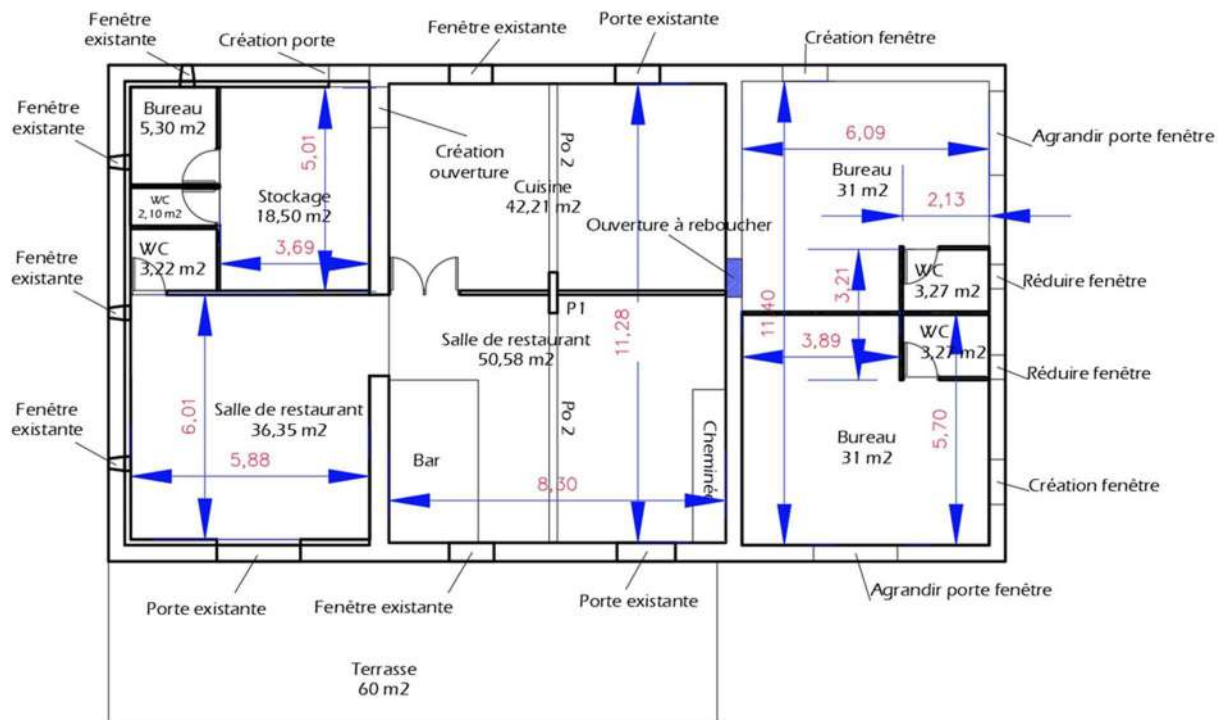 Fenêtre
existante
Création porte
Fenêtre existante
Porte existante
Création fenêtre
Fenêtre
existante
Bureau
5,30 m2
5,01
Création
ouverture
Po 2
6,09
Agrandir porte fenêtre
Bureau
31 m2
WC
2,10 m2
Stockage
18,50 m2
Cuisine
42,21 m2
2,13
Ouverture à reboucher
WC
3,22 m2
3,69
Fenêtre
existante
WC
3,27 m2
Réduire fenêtre
3,21
11,40
P1
11,28
Salle de restaurant
50,58 m2
3,89
WC
3,27 m2
Réduire fenêtre
Fenêtre
existante
6,01
Salle de restaurant
36,35 m2
5,88
Bar
Po 2
8,30
Cheminée
Bureau
31 m2
5,70
Création fenêtre
Porte existante
Fenêtre existante
Porte existante
Agrandir porte fenêtre
Terrasse
60 m2